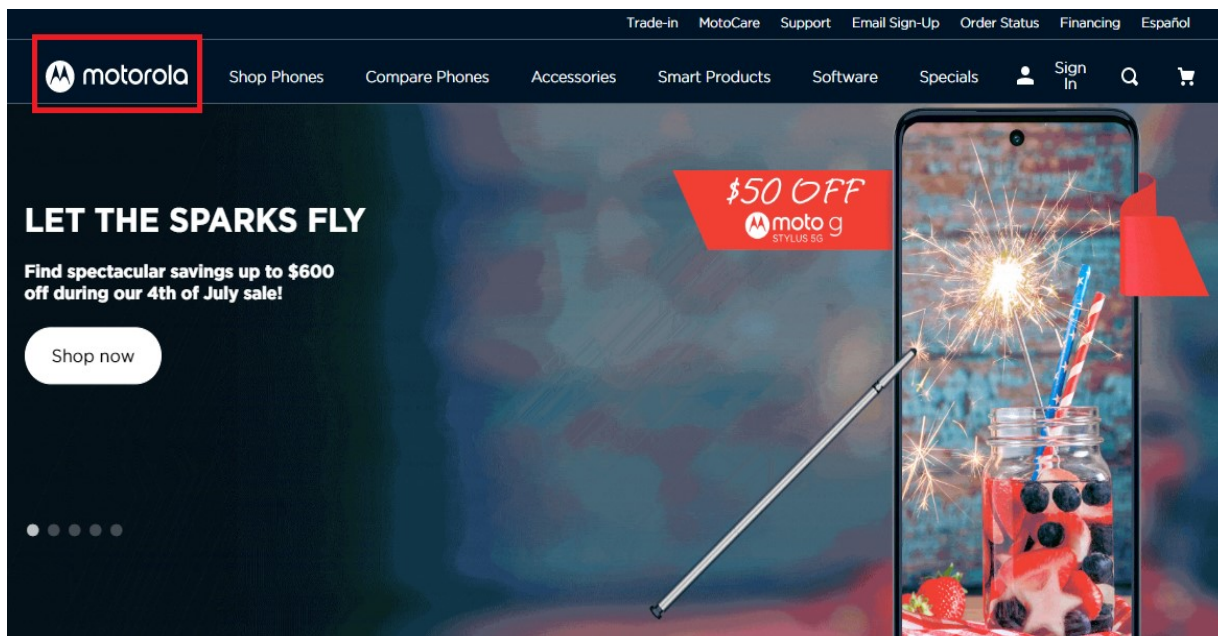 Trade-in MotoCare Support Email Sign-Up Order Status Financing Español
motorola Shop Phones Compare Phones Accessories Smart Products Software Specials Sign In
LET THE SPARKS FLY
Find spectacular savings up to $600
off during our 4th of July sale!
Shop now
$50 OFF
moto g
STYLUS 5G